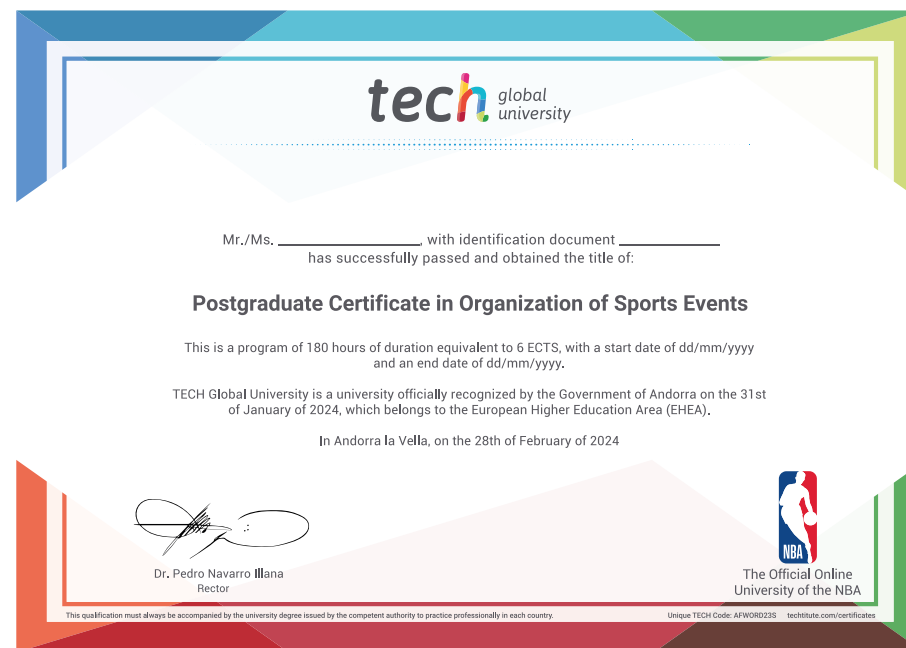 tech global university
Mr./Ms. ____________, with identification document ____________
has successfully passed and obtained the title of:
Postgraduate Certificate in Organization of Sports Events
This is a program of 180 hours of duration equivalent to 6 ECTS, with a start date of dd/mm/yyyy
and an end date of dd/mm/yyyy.
TECH Global University is a university officially recognized by the Government of Andorra on the 31st
of January of 2024, which belongs to the European Higher Education Area (EHEA).
In Andorra la Vella, on the 28th of February of 2024
NBA
Dr. Pedro Navarro Illana
Rector
The Official Online
University of the NBA
This qualification must always be accompanied by the university degree issued by the competent authority to practice professionally in each country.
Unique TECH Code: AFWORD23S techtitute.com/certificates